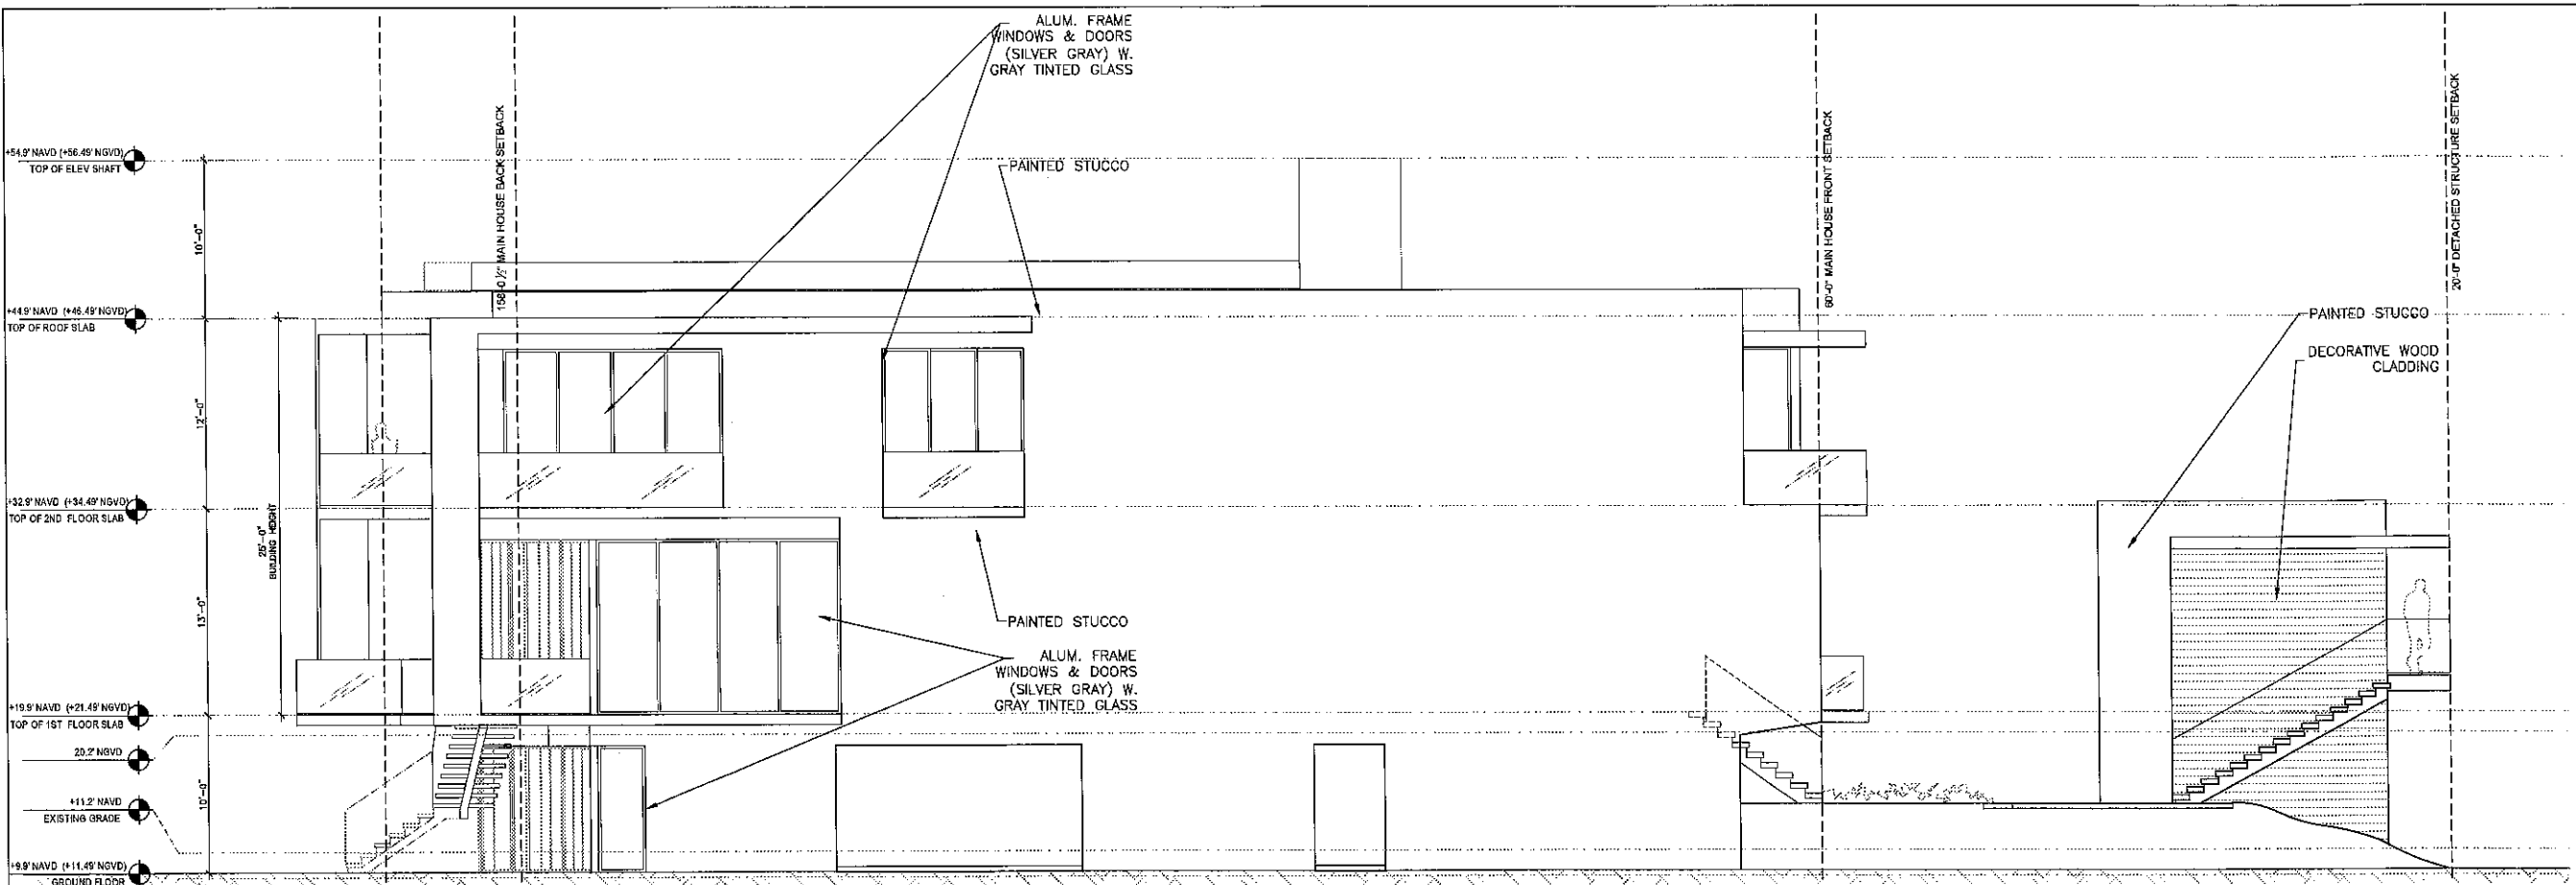 ALUM. FRAME
WINDOWS & DOORS
(SILVER GRAY) W.
GRAY TINTED GLASS
+54.9' NAVD (+56.49' NGVD)
TOP OF ELEV SHAFT
PAINTED STUCCO
10'-0"
158'-0 ½" MAIN HOUSE BACK SETBACK
60'-0" MAIN HOUSE FRONT SETBACK
20'-0" DETACHED STRUCTURE SETBACK
+44.9' NAVD (+46.49' NGVD)
TOP OF ROOF SLAB
PAINTED STUCCO
DECORATIVE WOOD
CLADDING
12'-0"
+32.9' NAVD (+34.49' NGVD)
TOP OF 2ND FLOOR SLAB
25'-0"
BUILDING HEIGHT
13'-0"
PAINTED STUCCO
ALUM. FRAME
WINDOWS & DOORS
(SILVER GRAY) W.
GRAY TINTED GLASS
+19.9' NAVD (+21.49' NGVD)
TOP OF 1ST FLOOR SLAB
20.2' NGVD
10'-0"
+11.2' NAVD
EXISTING GRADE
+9.9' NAVD (+11.49' NGVD)
GROUND FLOOR